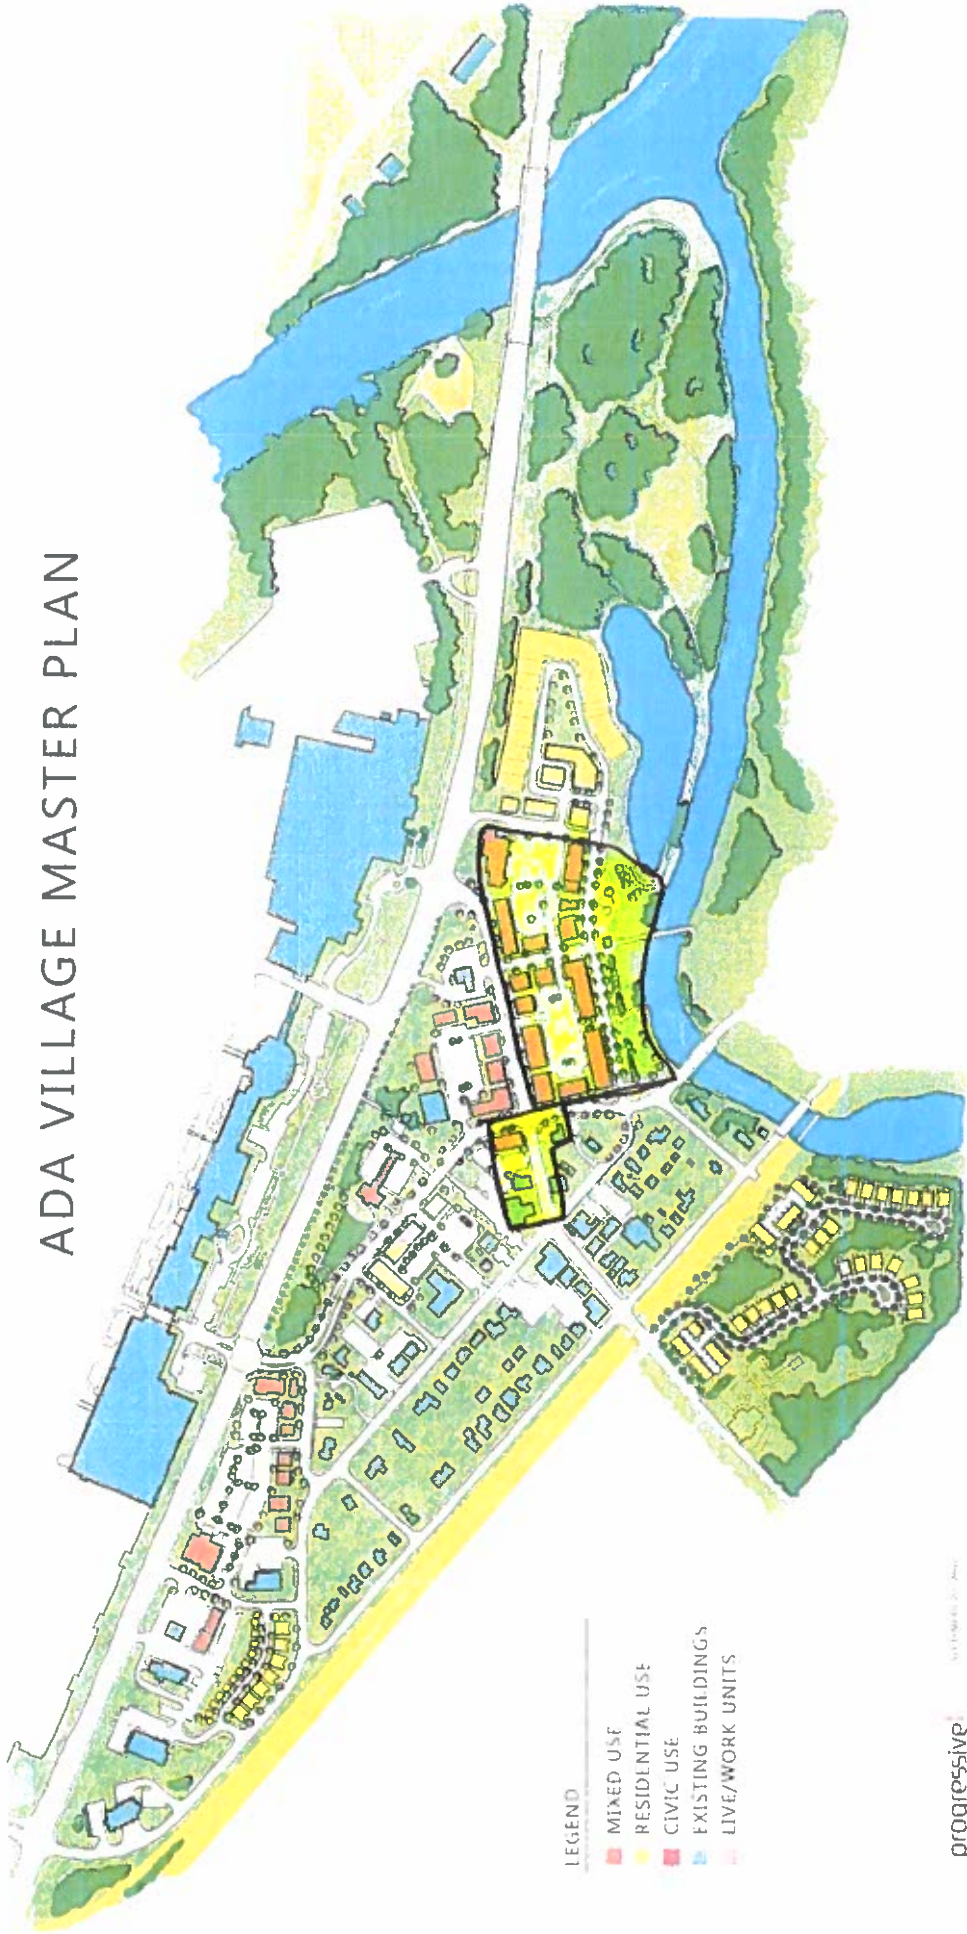 ADA VILLAGE MASTER PLAN
LEGEND
MIXED USE
RESIDENTIAL USE
CIVIC USE
EXISTING BUILDINGS
LIVE/WORK UNITS
progressive